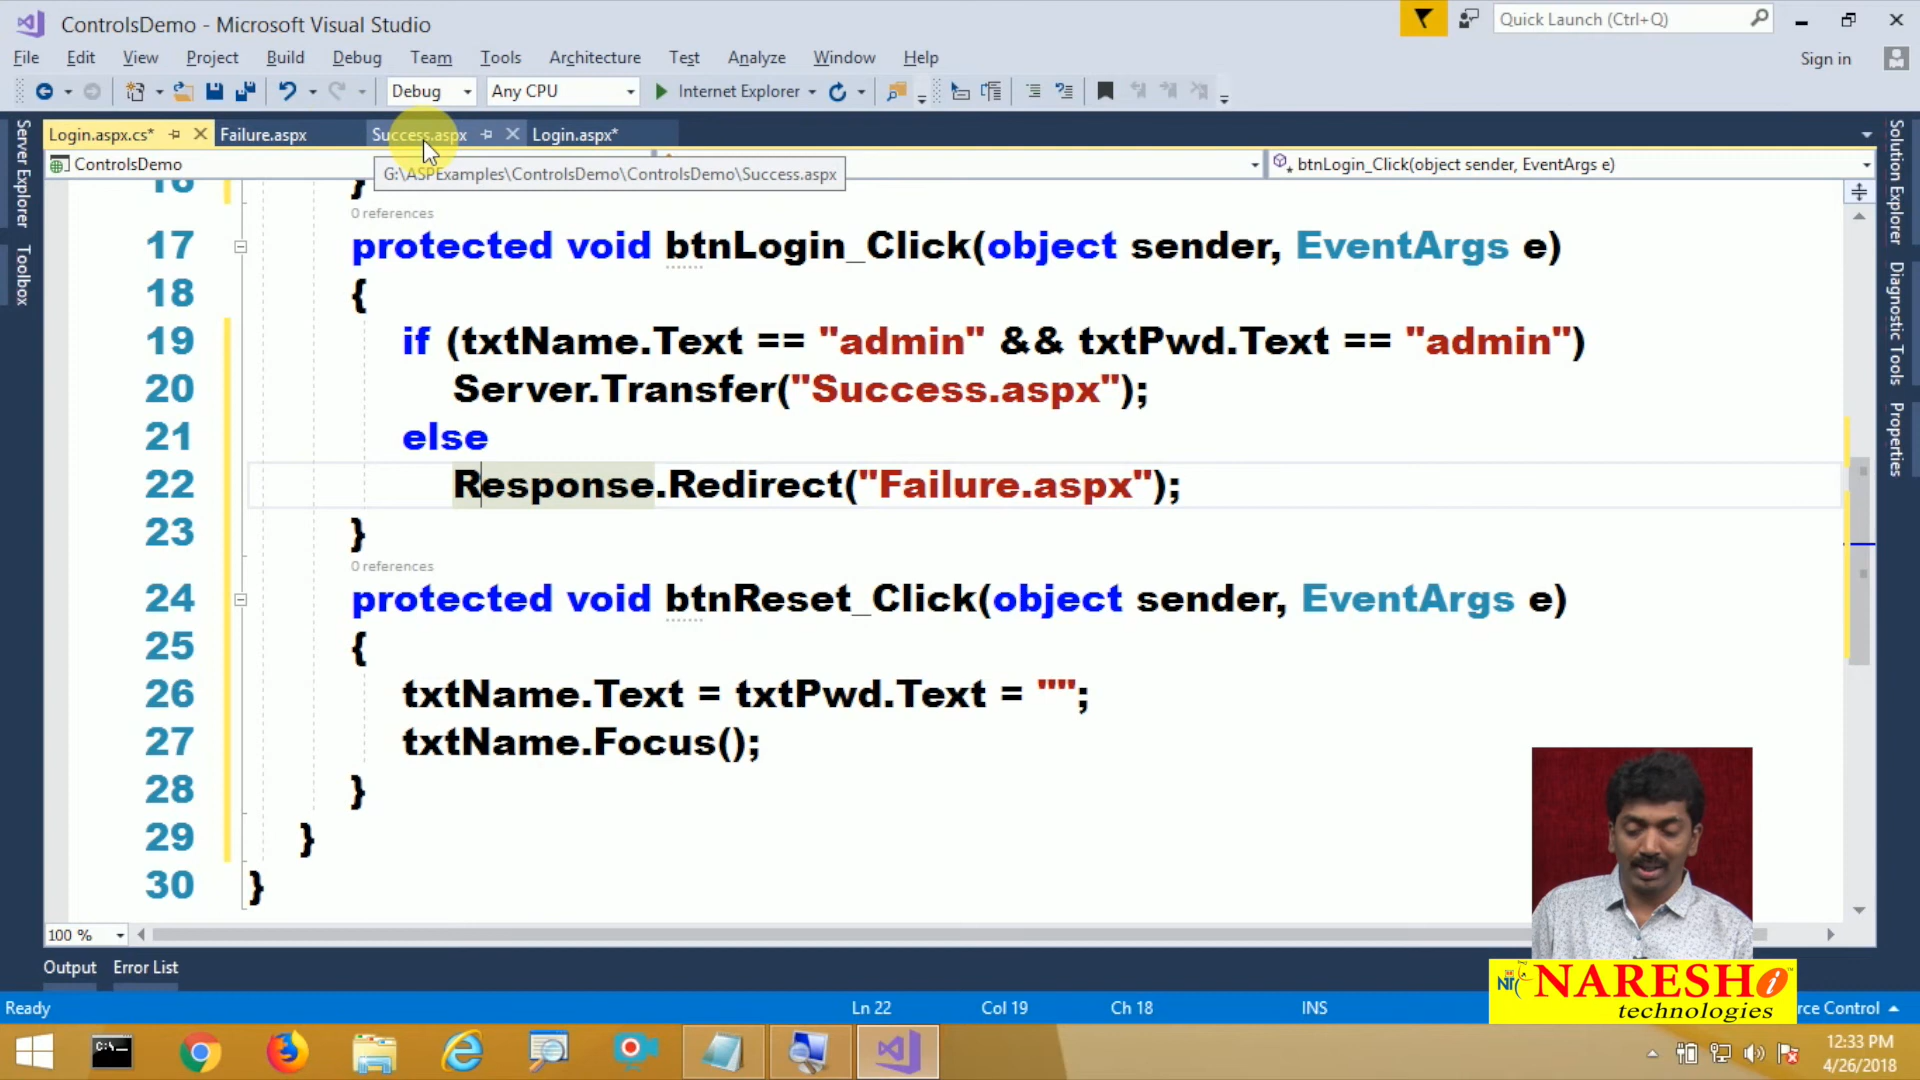 ControlsDemo - Microsoft Visual Studio
Quick Launch (Ctrl+Q)
File Edit View Project Build Debug Team Tools Architecture Test Analyze Window Help
Sign in
Debug Any CPU Internet Explorer
Login.aspx.cs* Failure.aspx Success.aspx Login.aspx*
ControlsDemo
btnLogin_Click(object sender, EventArgs e)
G:\ASPExamples\ControlsDemo\ControlsDemo\Success.aspx
Server Explorer
Toolbox
Solution Explorer
Diagnostic Tools
Properties
16 }
0 references
17 protected void btnLogin_Click(object sender, EventArgs e)
18 {
19 if (txtName.Text == "admin" && txtPwd.Text == "admin")
20 Server.Transfer("Success.aspx");
21 else
22 Response.Redirect("Failure.aspx");
23 }
0 references
24 protected void btnReset_Click(object sender, EventArgs e)
25 {
26 txtName.Text = txtPwd.Text = "";
27 txtName.Focus();
28 }
29 }
30 }
100 %
Output Error List
Ready Ln 22 Col 19 Ch 18 INS rce Control
NARESH i
technologies
12:33 PM
4/26/2018